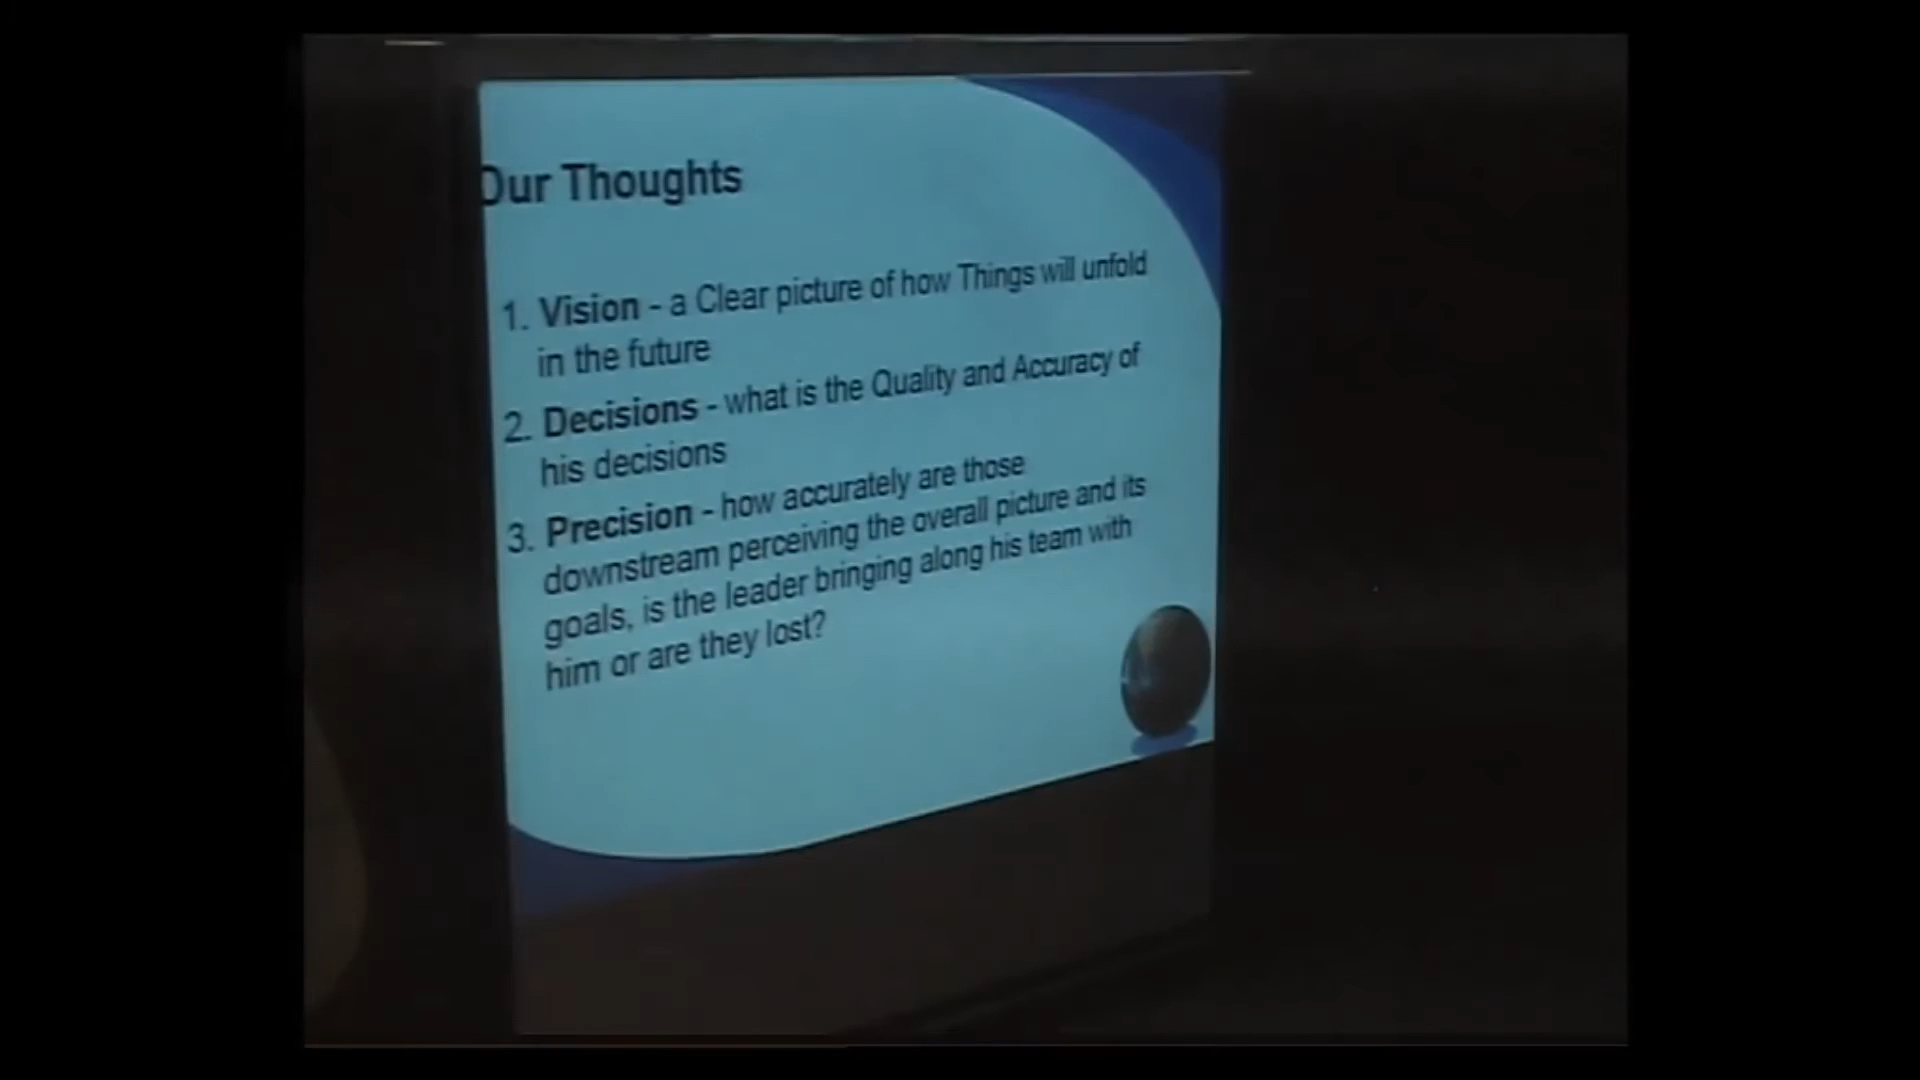 Our Thoughts
1. Vision - a Clear picture of how Things will unfold
in the future
2. Decisions - what is the Quality and Accuracy of
his decisions
3. Precision - how accurately are those
downstream perceiving the overall picture and its
goals, is the leader bringing along his team with
him or are they lost?